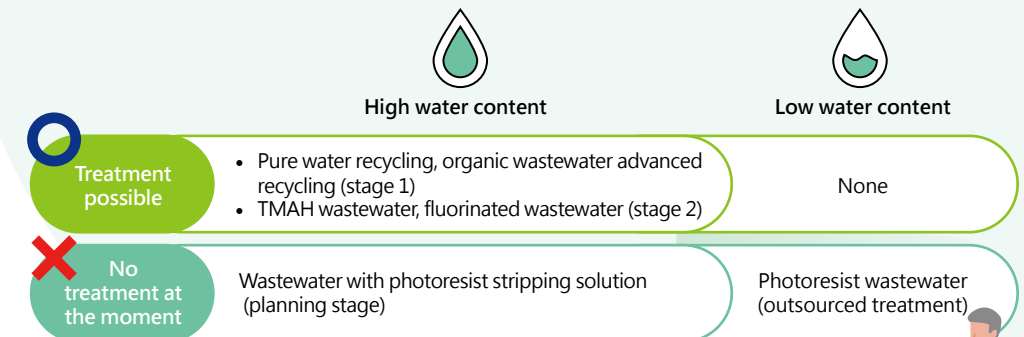 High water content
Low water content
Treatment
possible
• Pure water recycling, organic wastewater advanced
recycling (stage 1)
• TMAH wastewater, fluorinated wastewater (stage 2)
None
No
treatment at
the moment
Wastewater with photoresist stripping solution
(planning stage)
Photoresist wastewater
(outsourced treatment)